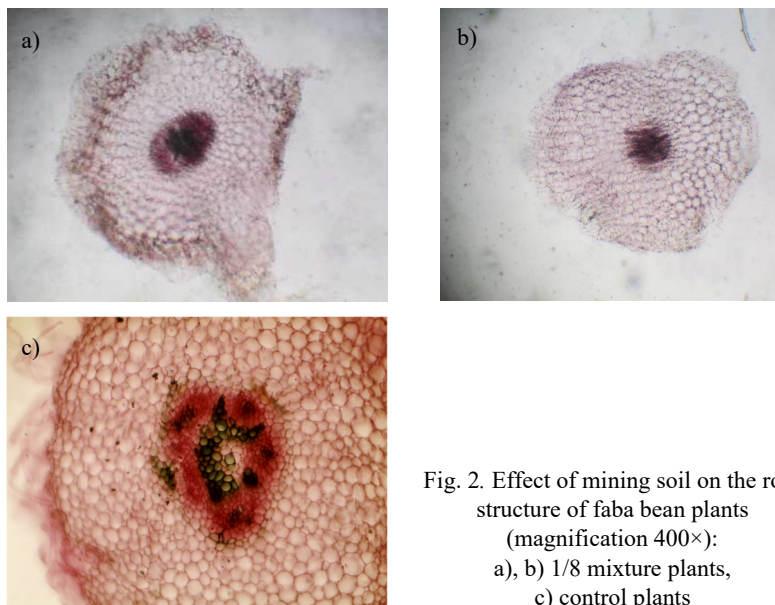 a)
b)
c)
Fig. 2. Effect of mining soil on the
structure of faba bean plants
(magnification 400×):
a), b) 1/8 mixture plants,
c) control plants